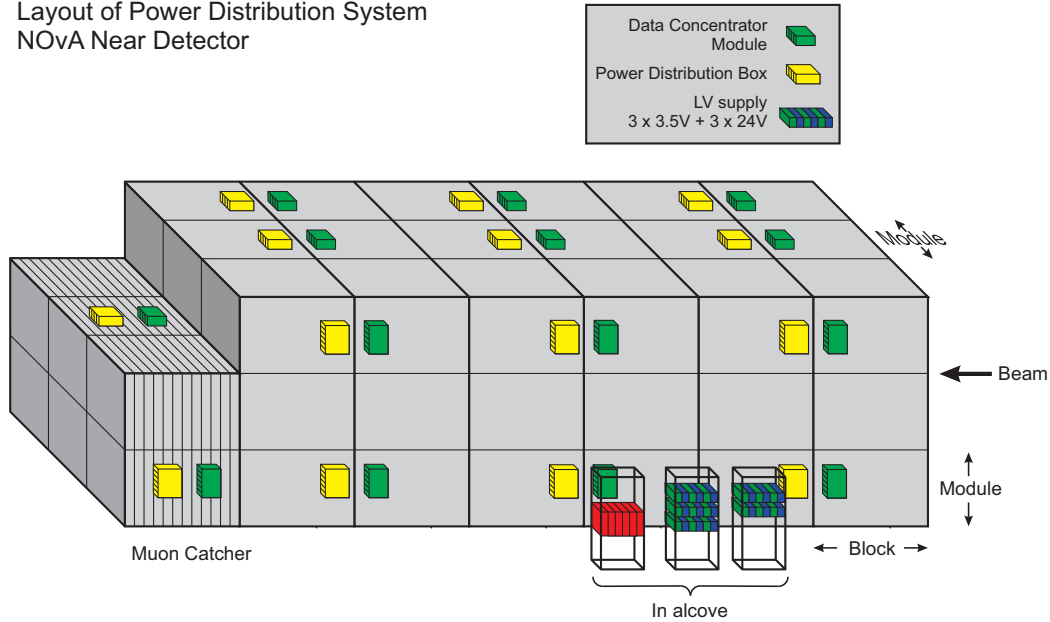 Layout of Power Distribution System
NOvA Near Detector
Data Concentrator
Module
Power Distribution Box
LV supply
3 x 3.5V + 3 x 24V
Module
Beam
Module
Block
Muon Catcher
In alcove